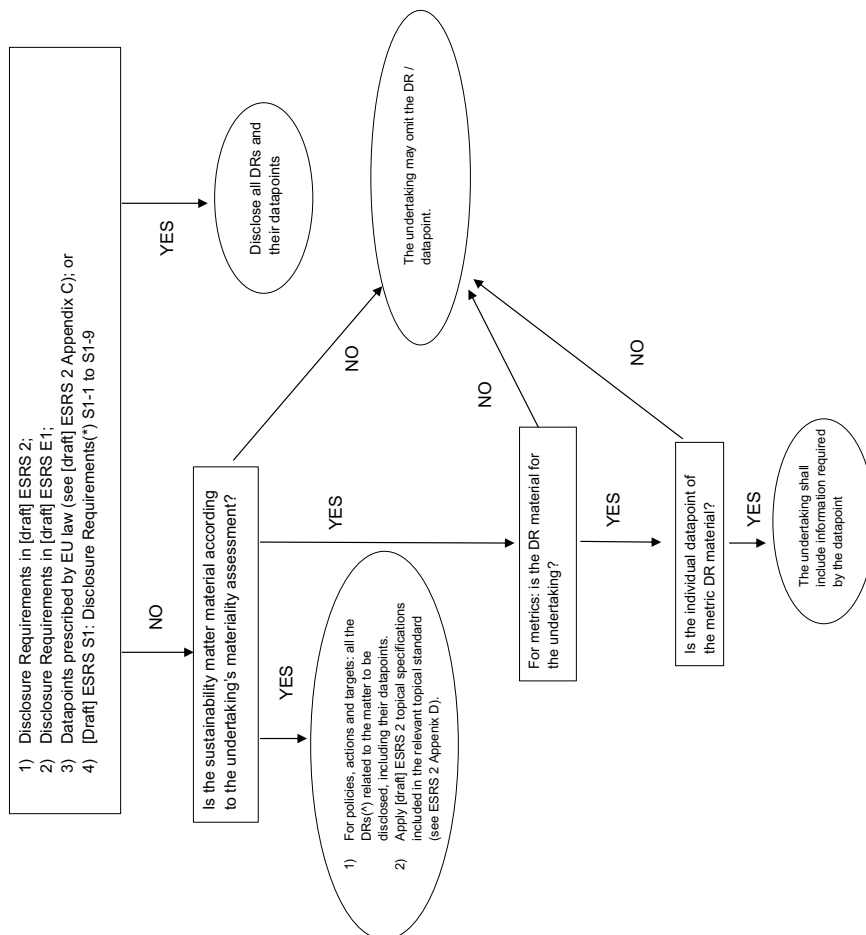 1) Disclosure Requirements in [draft] ESRS 2;
2) Disclosure Requirements in [draft] ESRS E1;
3) Datapoints prescribed by EU law (see [draft] ESRS 2 Appendix C); or
4) [Draft] ESRS S1: Disclosure Requirements(*) S1-1 to S1-9
NO
YES
Disclose all DRs and
their datapoints
Is the sustainability matter material according
to the undertaking's materiality assessment?
YES
YES
NO
1) For policies, actions and targets: all the
DRs(^) related to the matter to be
disclosed, including their datapoints.
2) Apply [draft] ESRS 2 topical specifications
included in the relevant topical standard
(see ESRS 2 Appenix D).
The undertaking may omit the DR /
datapoint.
For metrics: is the DR material for
the undertaking?
NO
YES
Is the individual datapoint of
the metric DR material?
NO
YES
The undertaking shall
include information required
by the datapoint